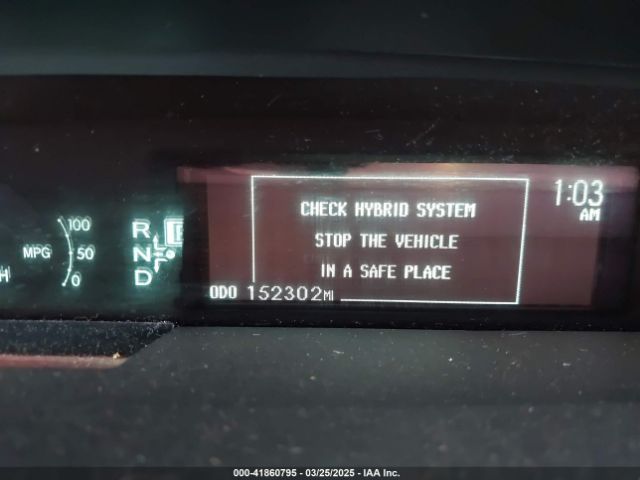 100
MPG 50
0
H
R
N
D
P
CHECK HYBRID SYSTEM
STOP THE VEHICLE
IN A SAFE PLACE
1:03
AM
ODO 152302MI
000-41860795 - 03/25/2025 - IAA Inc.